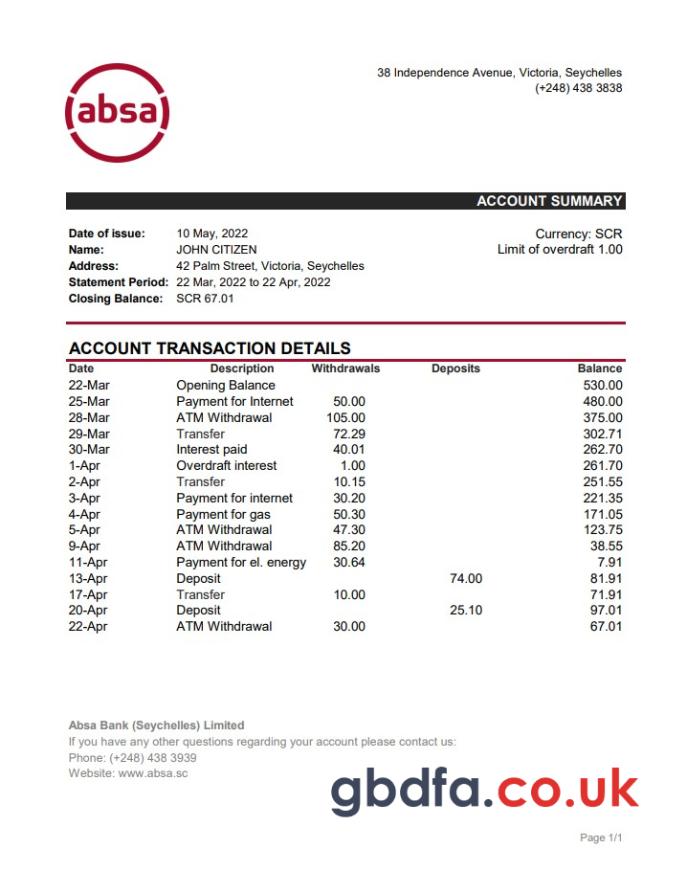 38 Independence Avenue, Victoria, Seychelles
(+248) 438 3838
absa
ACCOUNT SUMMARY
Date of issue: 10 May, 2022
Currency: SCR
Name: JOHN CITIZEN
Limit of overdraft 1.00
Address: 42 Palm Street, Victoria, Seychelles
Statement Period: 22 Mar, 2022 to 22 Apr, 2022
Closing Balance: SCR 67.01
ACCOUNT TRANSACTION DETAILS
Date Description Withdrawals Deposits Balance
22-Mar Opening Balance 530.00
25-Mar Payment for Internet 50.00 480.00
28-Mar ATM Withdrawal 105.00 375.00
29-Mar Transfer 72.29 302.71
30-Mar Interest paid 40.01 262.70
1-Apr Overdraft interest 1.00 261.70
2-Apr Transfer 10.15 251.55
3-Apr Payment for internet 30.20 221.35
4-Apr Payment for gas 50.30 171.05
5-Apr ATM Withdrawal 47.30 123.75
9-Apr ATM Withdrawal 85.20 38.55
11-Apr Payment for el. energy 30.64 7.91
13-Apr Deposit 74.00 81.91
17-Apr Transfer 10.00 71.91
20-Apr Deposit 25.10 97.01
22-Apr ATM Withdrawal 30.00 67.01
Absa Bank (Seychelles) Limited
If you have any other questions regarding your account please contact us:
Phone: (+248) 438 3939
Website: www.absa.sc
gbdfa.co.uk
Page 1/1